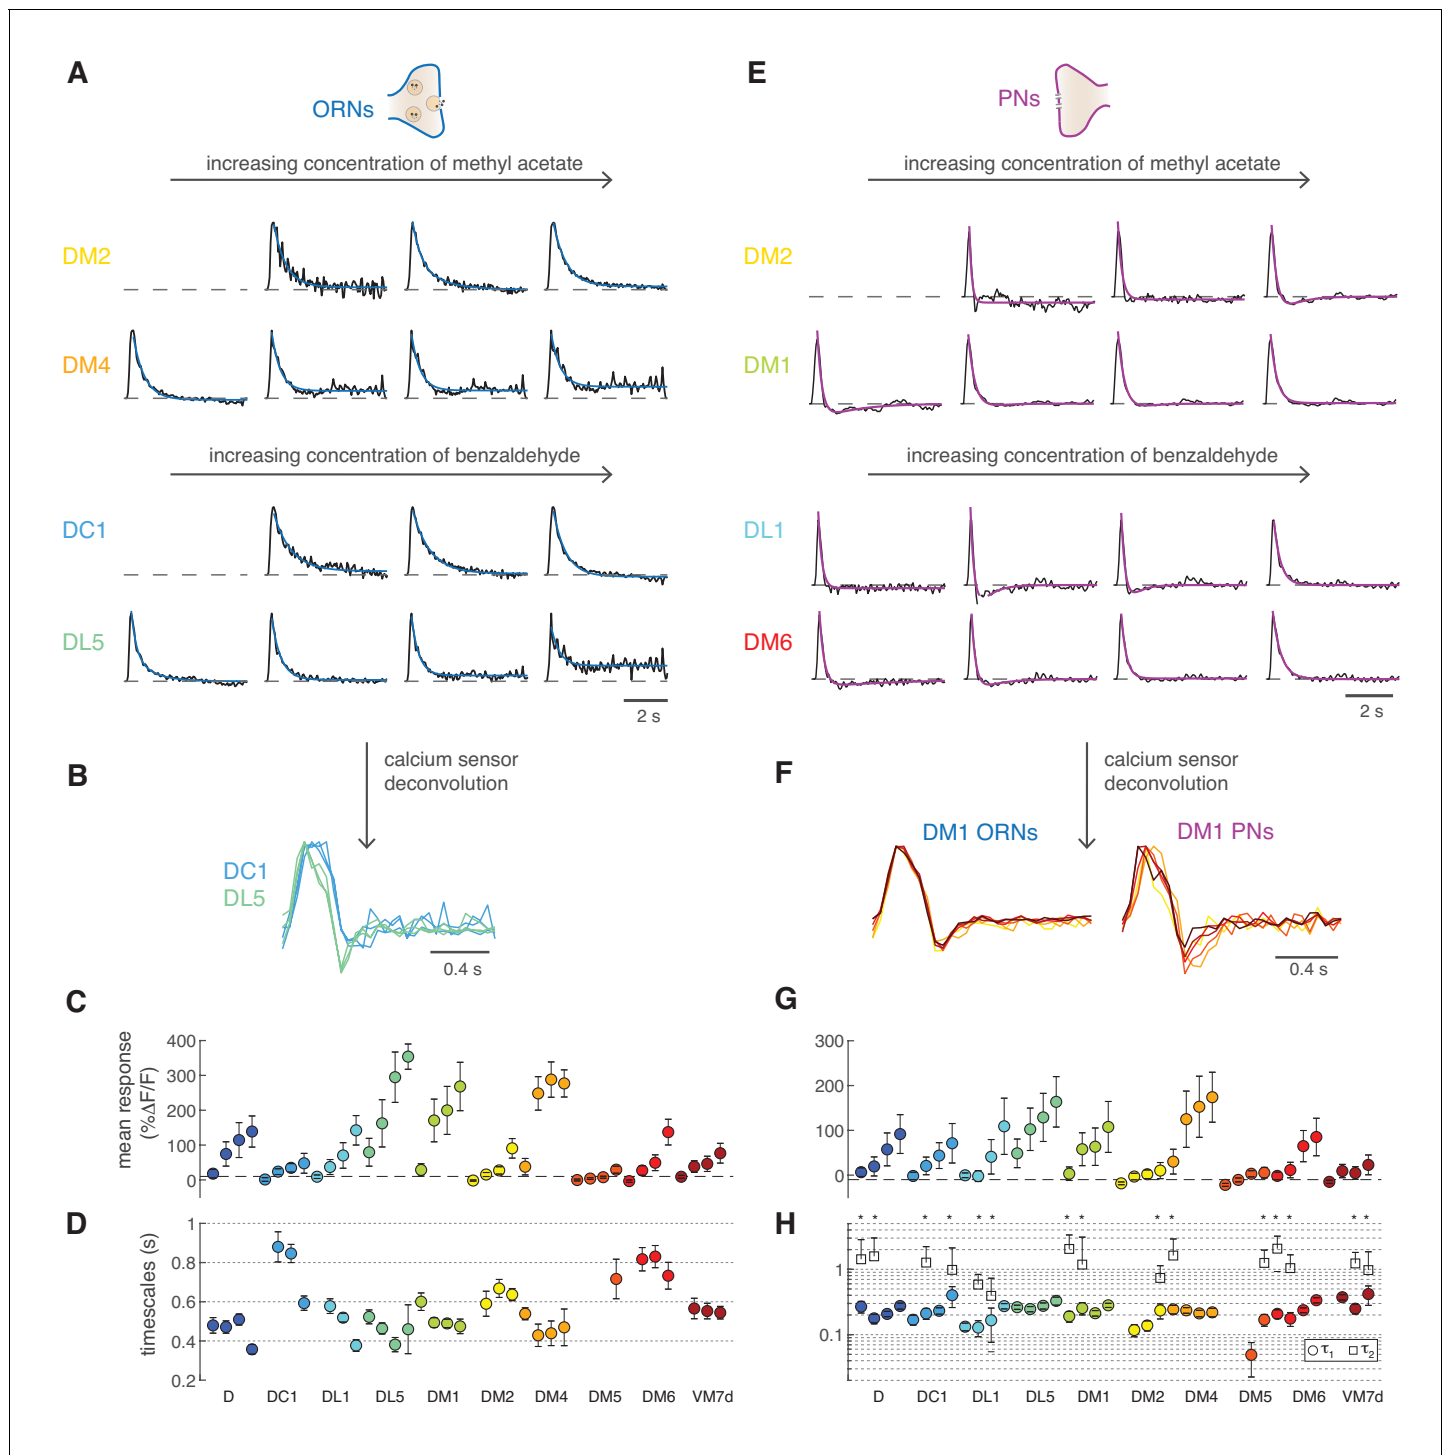 A
ORNs
increasing concentration of methyl acetate
DM2
DM4
increasing concentration of benzaldehyde
DC1
DL5
2 s
calcium sensor
deconvolution
B
DC1
DL5
0.4 s
C
mean response
(%ΔF/F)
400
300
200
100
0
D
timescales (s)
1
0.8
0.6
0.4
0.2
D DC1 DL1 DL5 DM1 DM2 DM4 DM5 DM6 VM7d
E
PNs
increasing concentration of methyl acetate
DM2
DM1
increasing concentration of benzaldehyde
DL1
DM6
2 s
calcium sensor
deconvolution
F
DM1 ORNs
DM1 PNs
0.4 s
G
300
200
100
0
H
* * * * * * * * * * * * * * *
1
0.1
τ1 τ2
D DC1 DL1 DL5 DM1 DM2 DM4 DM5 DM6 VM7d